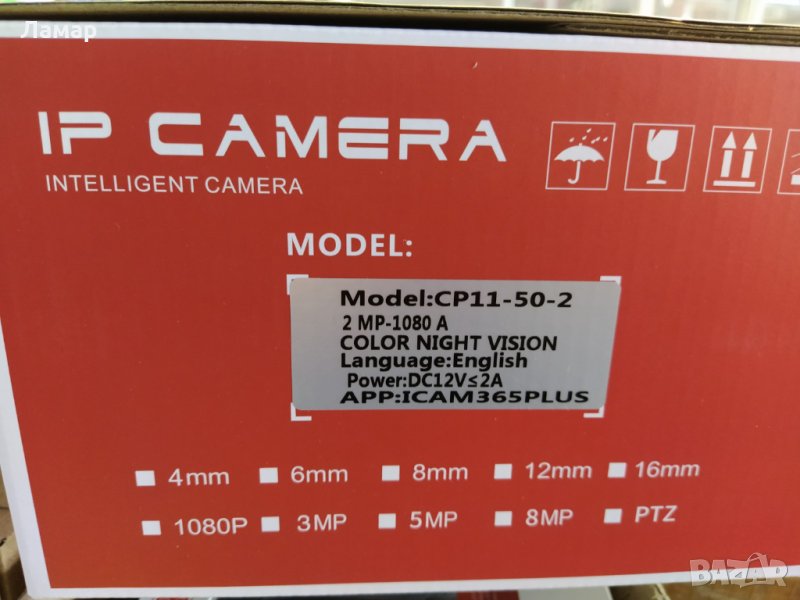 Ламар
IP CAMERA
INTELLIGENT CAMERA
MODEL:
Model:CP11-50-2
2 MP-1080 A
COLOR NIGHT VISION
Language:English
Power:DC12V≤2A
APP:ICAM365PLUS
4mm 6mm 8mm 12mm 16mm
1080P 3MP 5MP 8MP PTZ
BAZAR